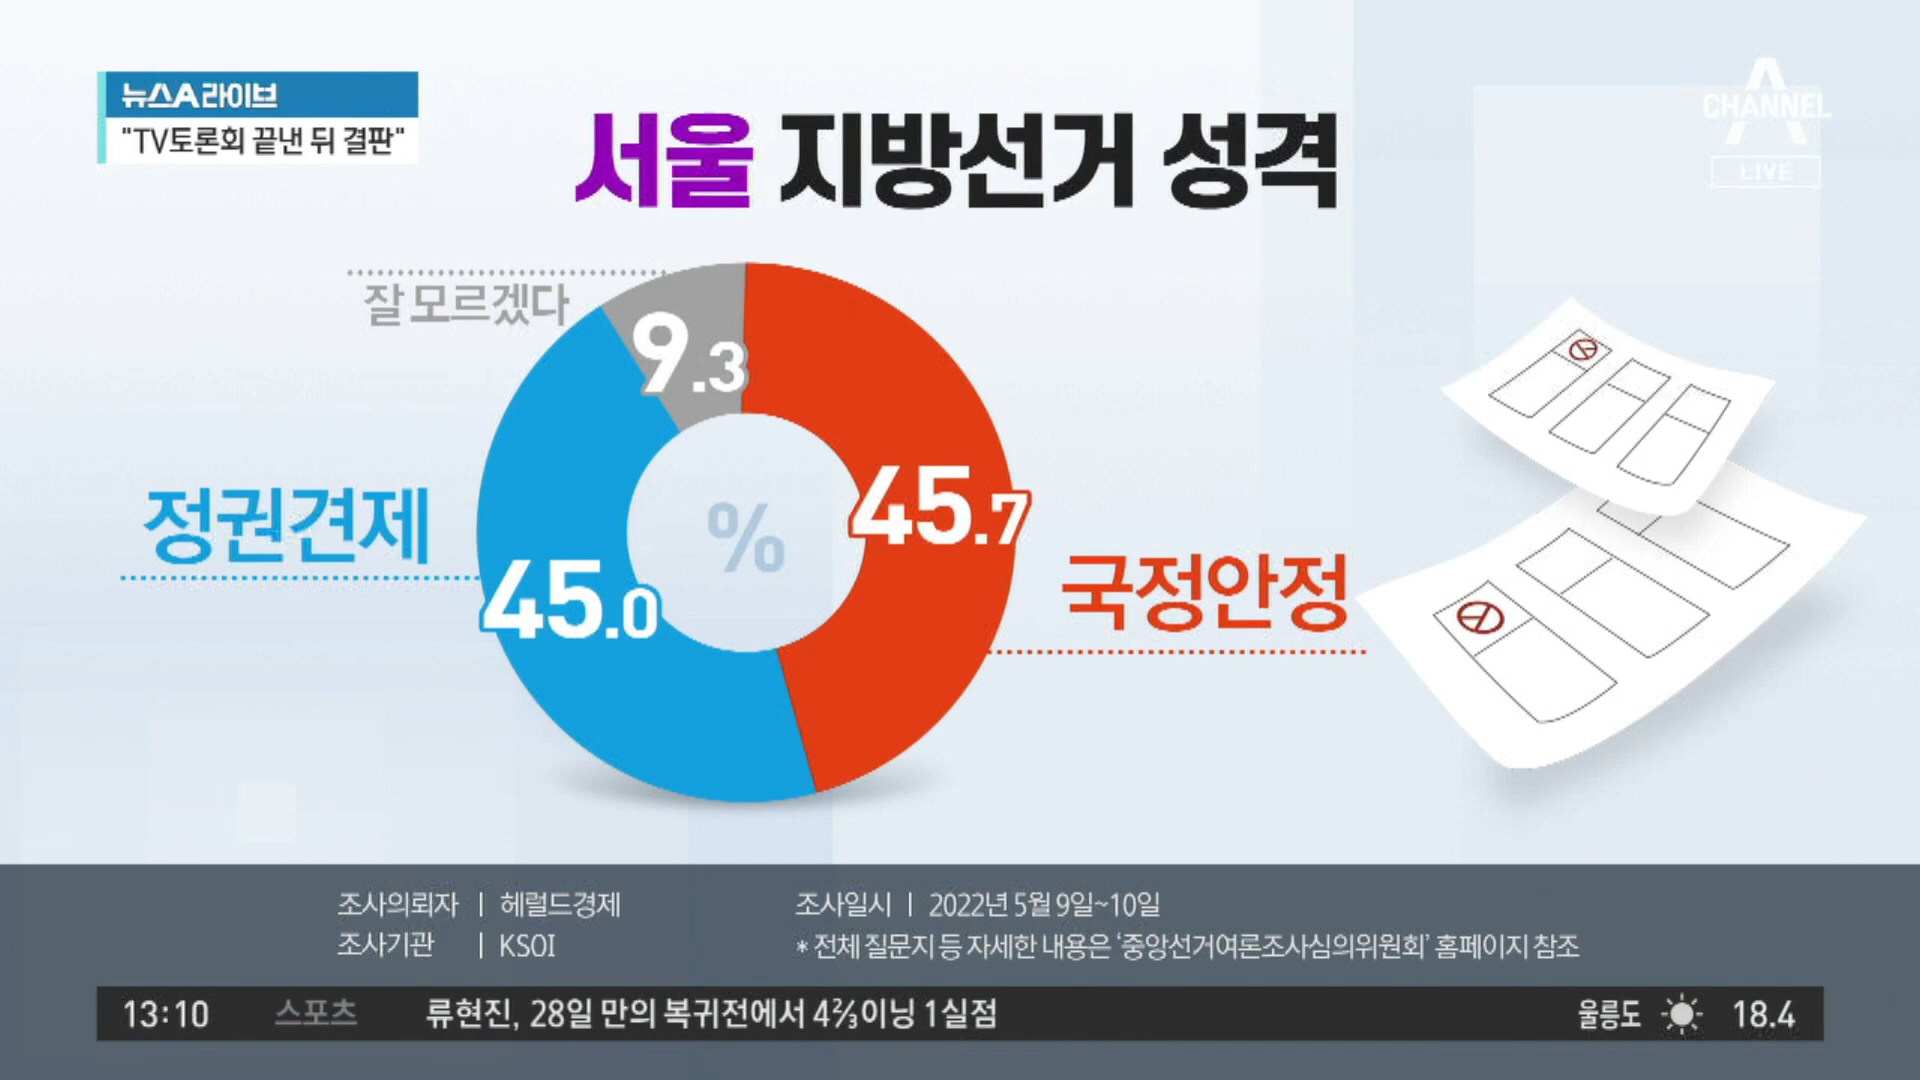 뉴스A 라이브
"TV토론회 끝낸 뒤 결판"
CHANNEL A
LIVE
서울 지방선거 성격
잘 모르겠다
9.3
정권견제
45.0
%
45.7
국정안정
조사의뢰자 | 헤럴드경제
조사기관 | KSOI
조사일시 | 2022년 5월 9일~10일
* 전체 질문지 등 자세한 내용은 ‘중앙선거여론조사심의위원회’ 홈페이지 참조
13:10 스포츠 류현진, 28일 만의 복귀전에서 4⅔이닝 1실점 울릉도 18.4